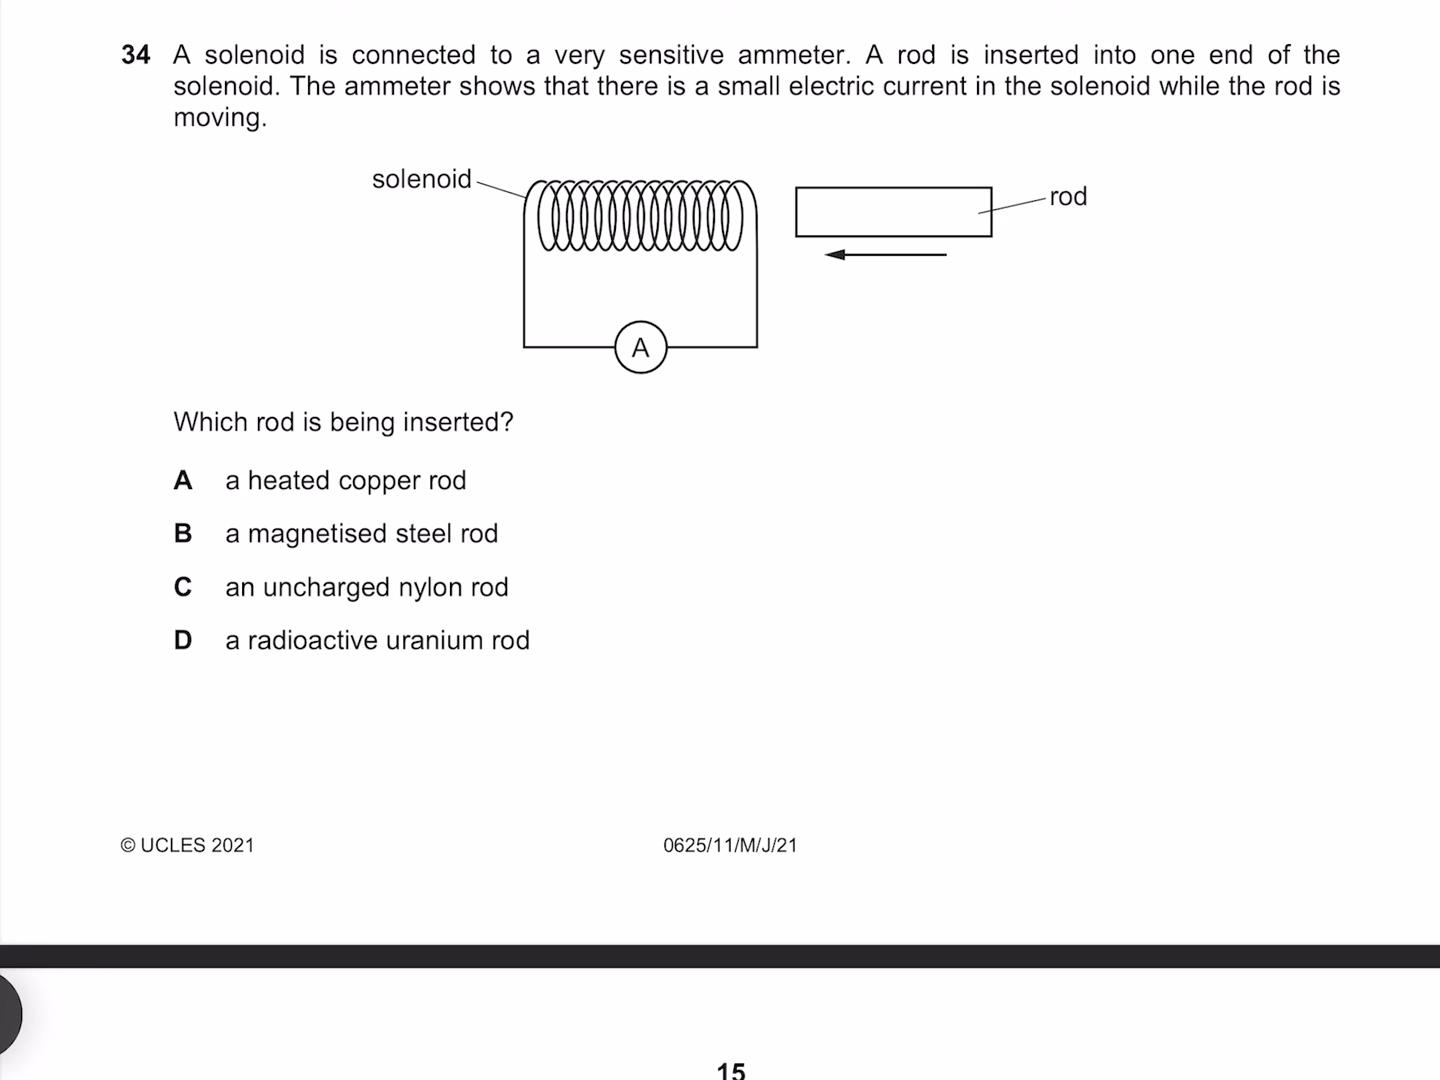 34 A solenoid is connected to a very sensitive ammeter. A rod is inserted into one end of the
solenoid. The ammeter shows that there is a small electric current in the solenoid while the rod is
moving.
solenoid
rod
A
Which rod is being inserted?
A a heated copper rod
B a magnetised steel rod
C an uncharged nylon rod
D a radioactive uranium rod
© UCLES 2021
0625/11/M/J/21
15